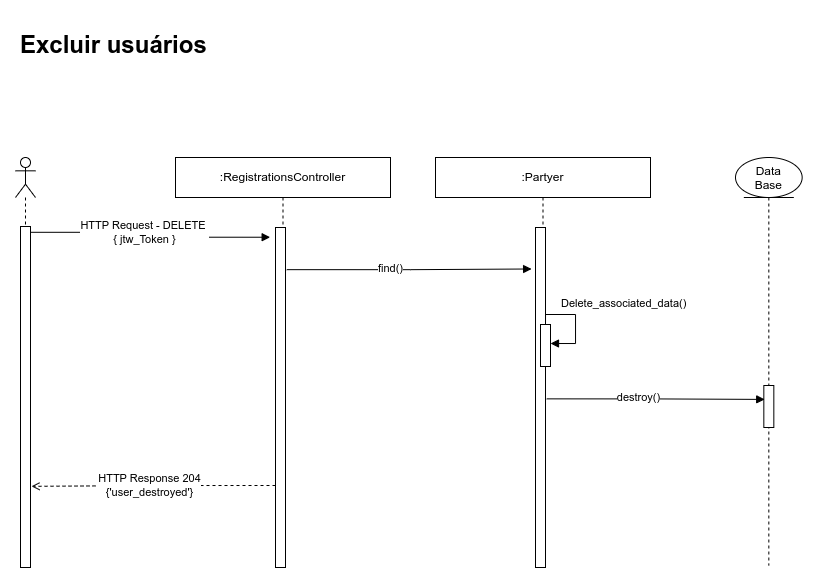 Excluir usuários
:RegistrationsController
:Partyer
Data
Base
HTTP Request - DELETE
{ jtw_Token }
find()
Delete_associated_data()
destroy()
HTTP Response 204
{'user_destroyed'}